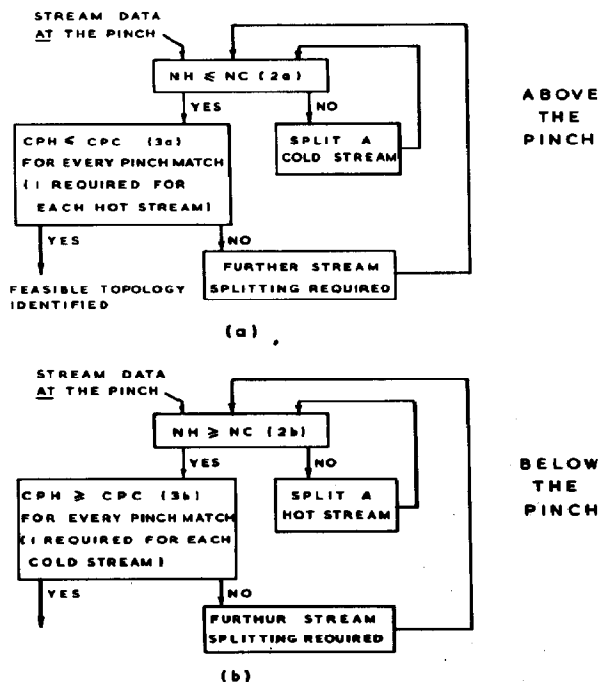 STREAM DATA
AT THE PINCH
NH ≤ NC (2a)
YES
NO
CPH ≤ CPC (3a)
FOR EVERY PINCH MATCH
(1 REQUIRED FOR
EACH HOT STREAM)
SPLIT A
COLD STREAM
ABOVE
THE
PINCH
YES
NO
FEASIBLE TOPOLOGY
IDENTIFIED
FURTHER STREAM
SPLITTING REQUIRED
(a)
STREAM DATA
AT THE PINCH
NH ≥ NC (2b)
YES
NO
CPH ≥ CPC (3b)
FOR EVERY PINCH MATCH
(1 REQUIRED FOR EACH
COLD STREAM)
SPLIT A
HOT STREAM
BELOW
THE
PINCH
YES
NO
FURTHUR STREAM
SPLITTING REQUIRED
(b)